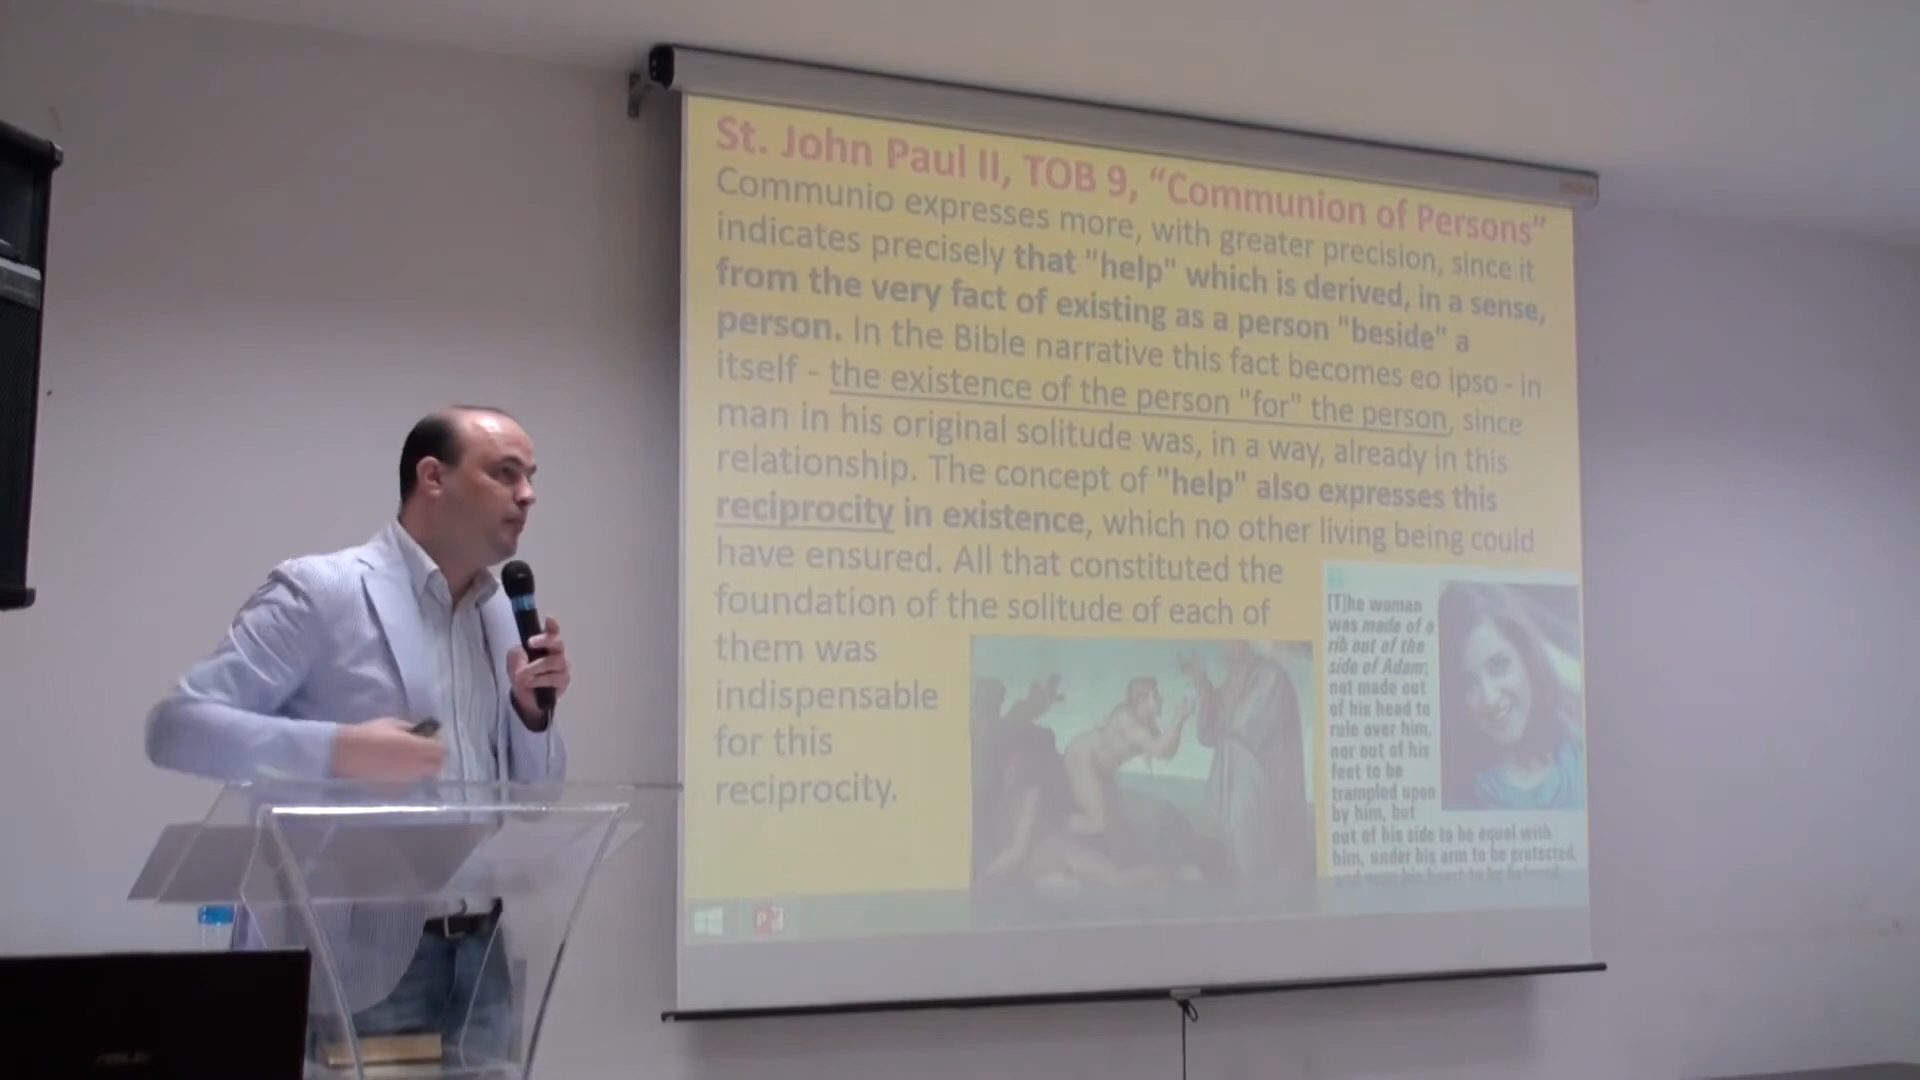 St. John Paul II, TOB 9, “Communion of Persons”
Communio expresses more, with greater precision, since it
indicates precisely that "help" which is derived, in a sense,
from the very fact of existing as a person "beside" a
person. In the Bible narrative this fact becomes eo ipso - in
itself - the existence of the person "for" the person, since
man in his original solitude was, in a way, already in this
relationship. The concept of "help" also expresses this
reciprocity in existence, which no other living being could
have ensured. All that constituted the
foundation of the solitude of each of
them was
indispensable
for this
reciprocity.
[T]he woman
was made of a
rib out of the
side of Adam;
not made out
of his head to
rule over him,
nor out of his
feet to be
trampled upon
by him, but
out of his side to be equal with
him, under his arm to be protected,